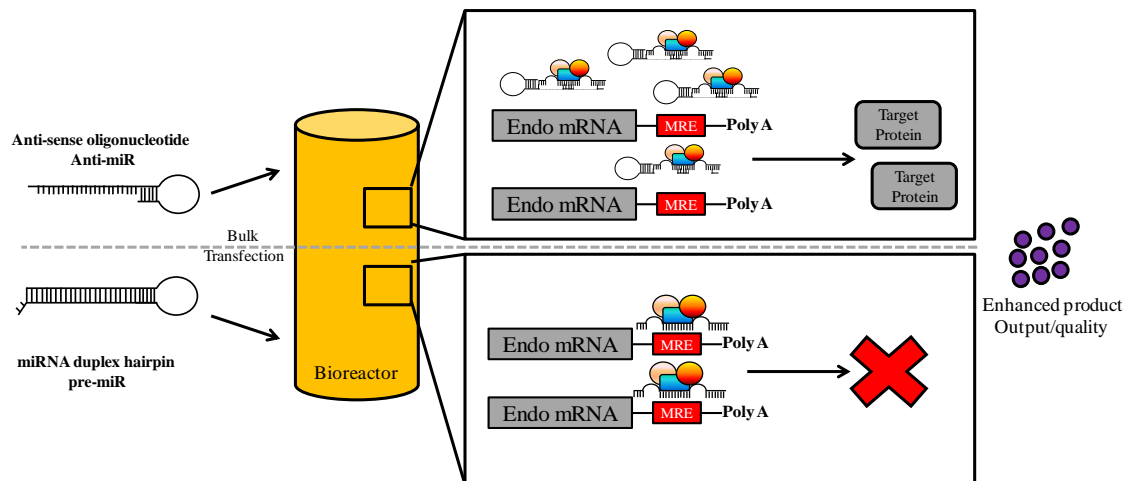 Anti-sense oligonucleotide
Anti-miR
Bulk
Transfection
miRNA duplex hairpin
pre-miR
Bioreactor
Endo mRNA
MRE
Poly A
Endo mRNA
MRE
Poly A
Target
Protein
Target
Protein
Endo mRNA
MRE
Poly A
Endo mRNA
MRE
Poly A
Enhanced product
Output/quality